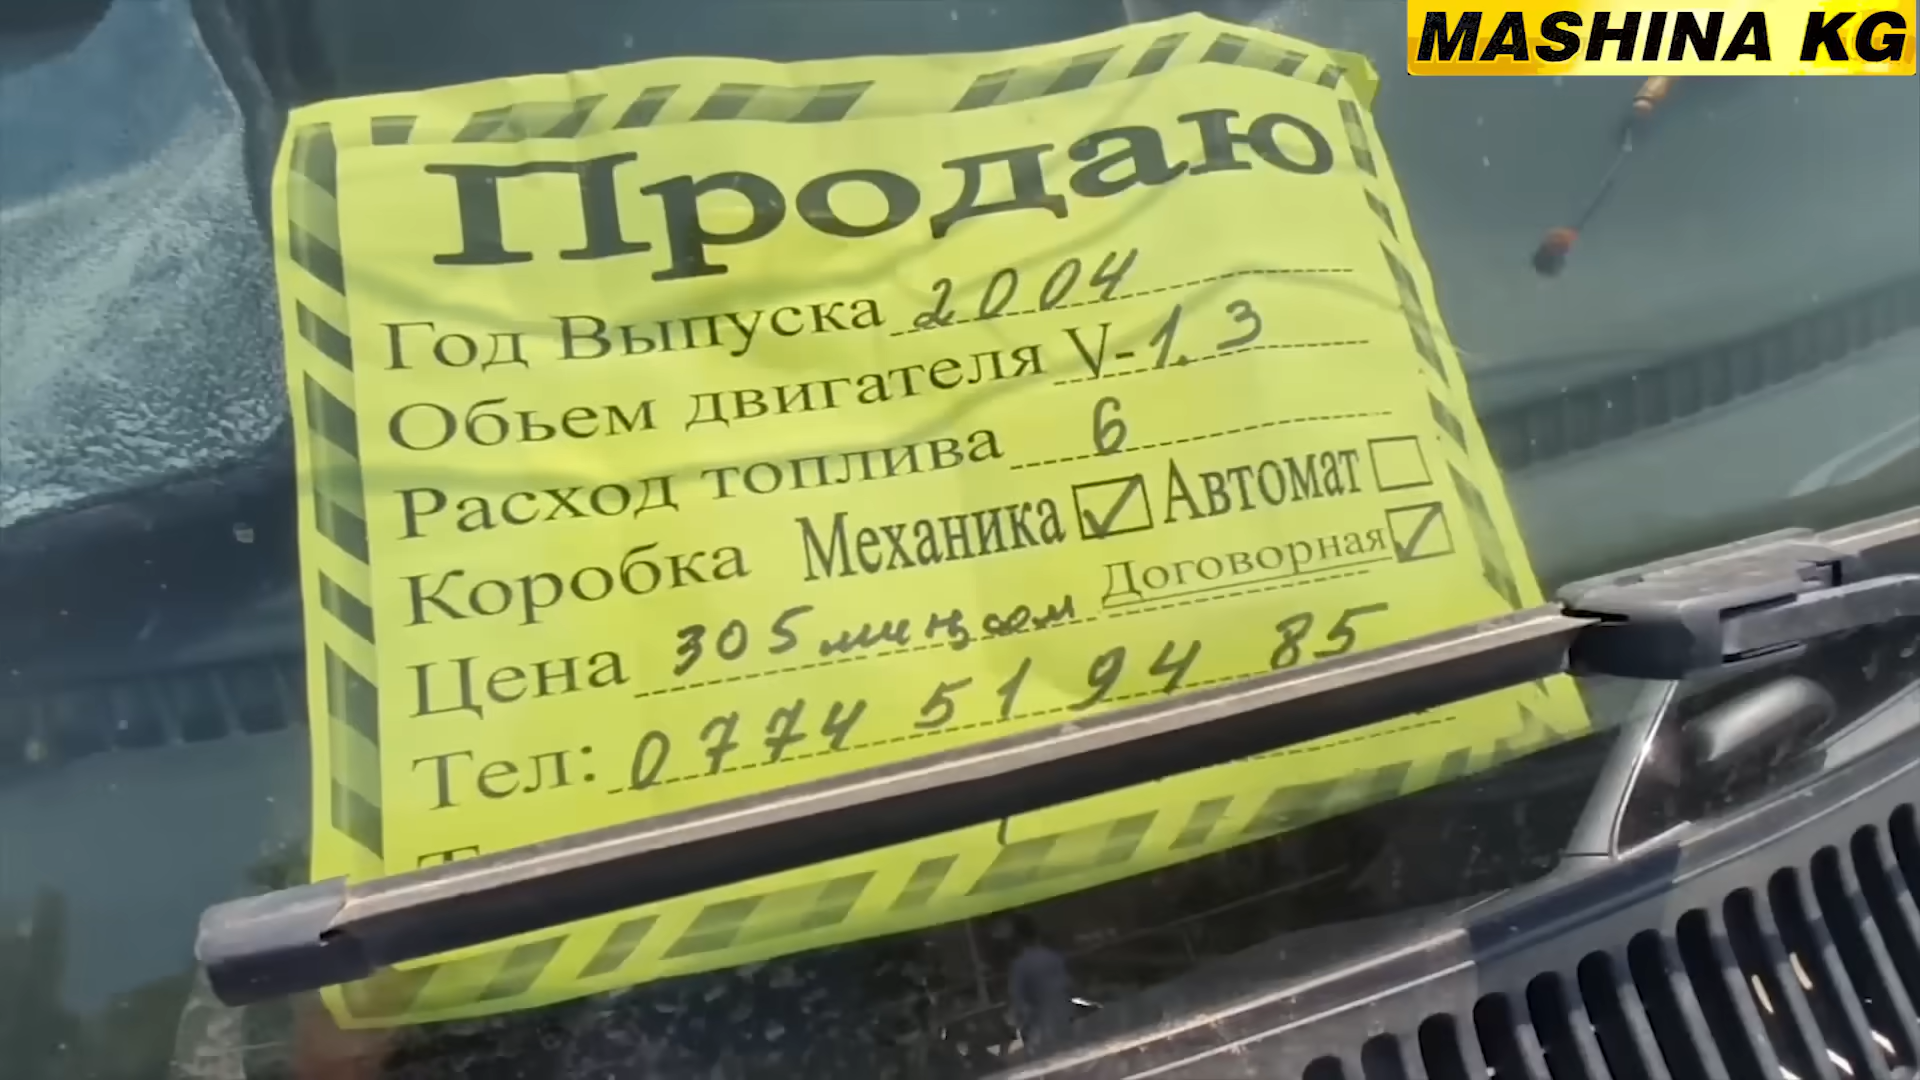 MASHINA KG
Продаю
Год Выпуска 2004
Обьем двигателя V-1.3
Расход топлива 6
Коробка Механика Автомат
Цена 305 миң сом Договорная
Тел: 0774 51 94 85